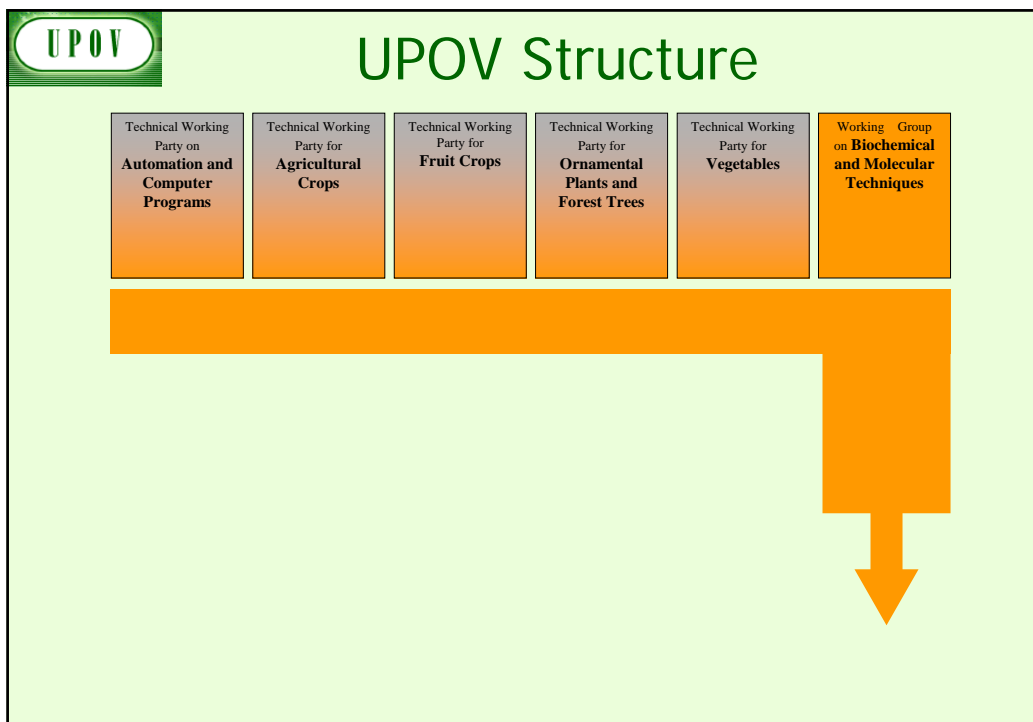 UPOV
UPOV Structure
Technical Working
Party on
Automation and
Computer
Programs
Technical Working
Party for
Agricultural
Crops
Technical Working
Party for
Fruit Crops
Technical Working
Party for
Ornamental
Plants and
Forest Trees
Technical Working
Party for
Vegetables
Working Group
on Biochemical
and Molecular
Techniques